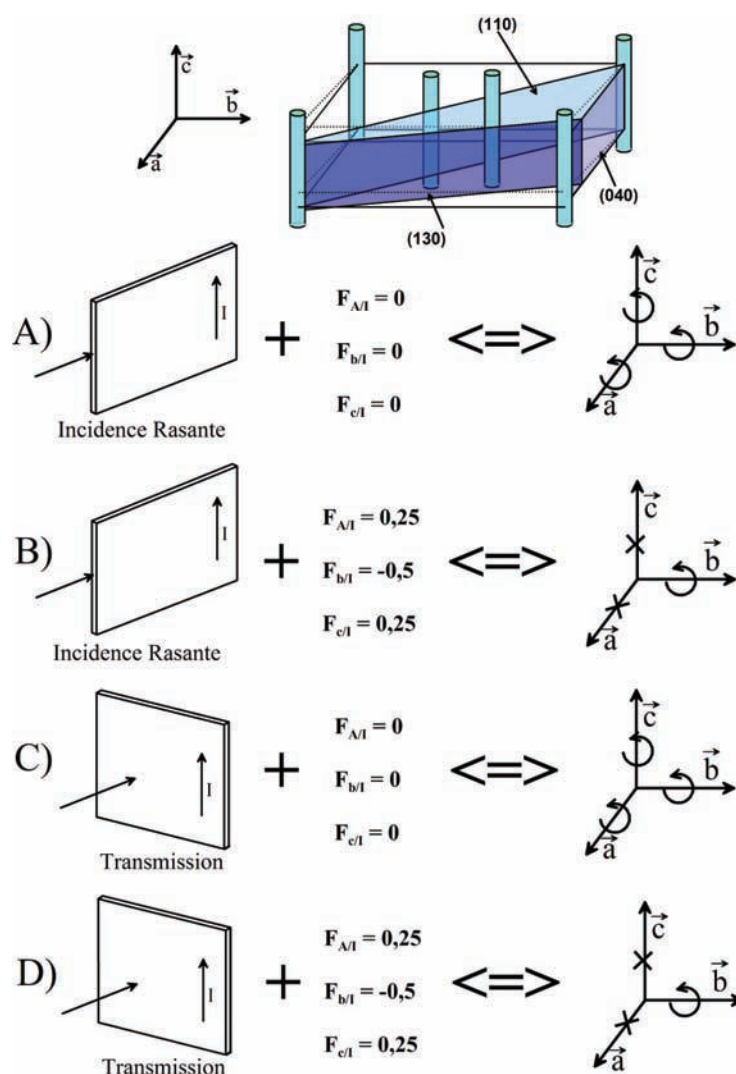 (110)
c
b
a
(040)
(130)
A)
I
Incidence Rasante
+
F_A/I = 0
F_b/I = 0
F_c/I = 0
<=>
c
b
a
B)
I
Incidence Rasante
+
F_A/I = 0,25
F_b/I = -0,5
F_c/I = 0,25
<=>
c
b
a
C)
I
Transmission
+
F_A/I = 0
F_b/I = 0
F_c/I = 0
<=>
c
b
a
D)
I
Transmission
+
F_A/I = 0,25
F_b/I = -0,5
F_c/I = 0,25
<=>
c
b
a